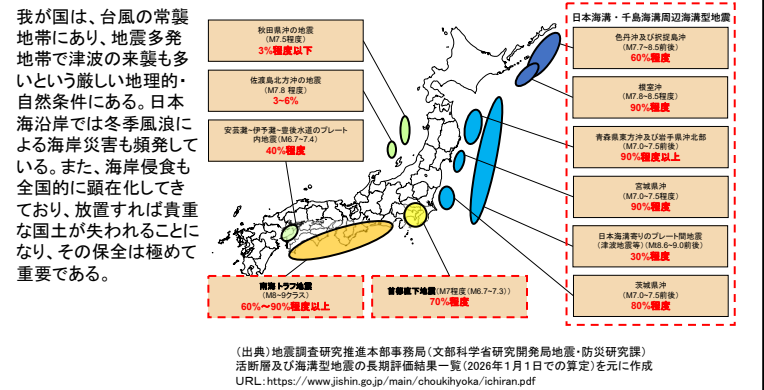 我が国は、台風の常襲
地帯にあり、地震多発
地帯で津波の来襲も多
いという厳しい地理的・
自然条件にある。日本
海沿岸では冬季風浪に
よる海岸災害も頻発して
いる。また、海岸侵食も
全国的に顕在化してき
ており、放置すれば貴重
な国土が失われることに
なり、その保全は極めて
重要である。
秋田県沖の地震
(M7.5程度)
3%程度以下
佐渡島北方沖の地震
(M7.8 程度)
3~6%
安芸灘~伊予灘~豊後水道のプレート
内地震(M6.7~7.4)
40%程度
南海トラフ地震
(M8~9クラス)
60%~90%程度以上
首都直下地震(M7程度(M6.7~7.3))
70%程度
日本海溝・千島海溝周辺海溝型地震
色丹沖及び択捉島沖
(M7.7~8.5前後)
60%程度
根室沖
(M7.8~8.5程度)
90%程度
青森県東方沖及び岩手県沖北部
(M7.0~7.5前後)
90%程度以上
宮城県沖
(M7.0~7.5程度)
90%程度
日本海溝寄りのプレート間地震
(津波地震等)(Mt8.6~9.0前後)
30%程度
茨城県沖
(M7.0~7.5前後)
80%程度
(出典)地震調査研究推進本部事務局(文部科学省研究開発局地震・防災研究課)
活断層及び海溝型地震の長期評価結果一覧(2026年1月1日での算定)を元に作成
URL:https://www.jishin.go.jp/main/choukihyoka/ichiran.pdf